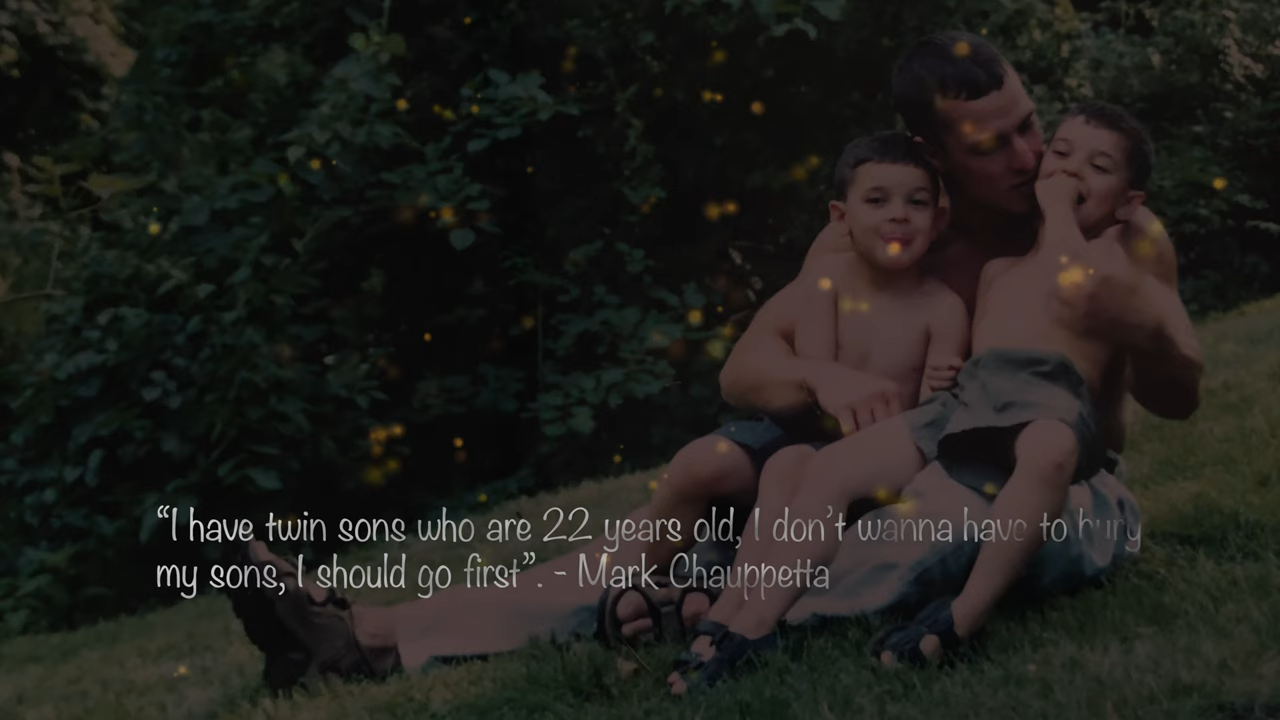 “I have twin sons who are 22 years old, I don’t wanna have to bury
my sons, I should go first”. - Mark Chauppetta